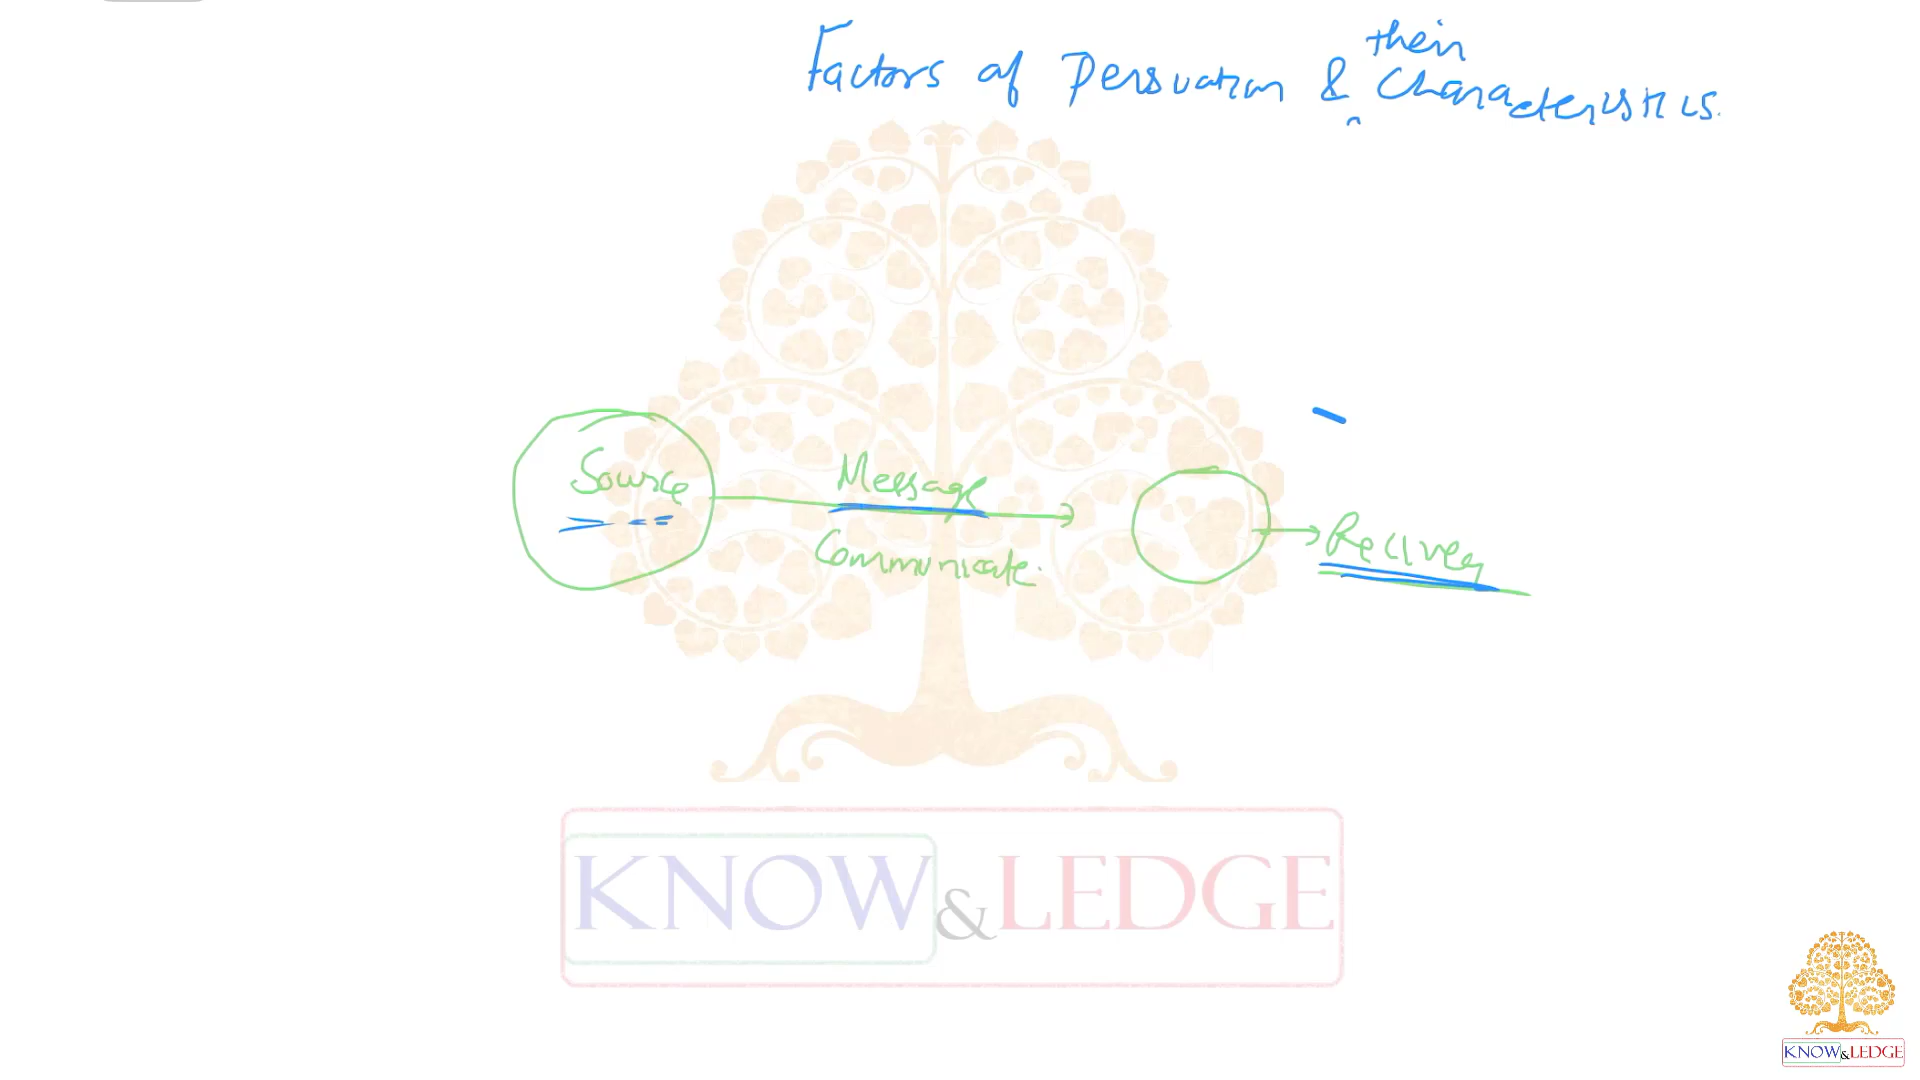 their
Factors of Persuation & Characteristics.
Source
Message
Communicate.
Receiver
KNOW&LEDGE
KNOW&LEDGE